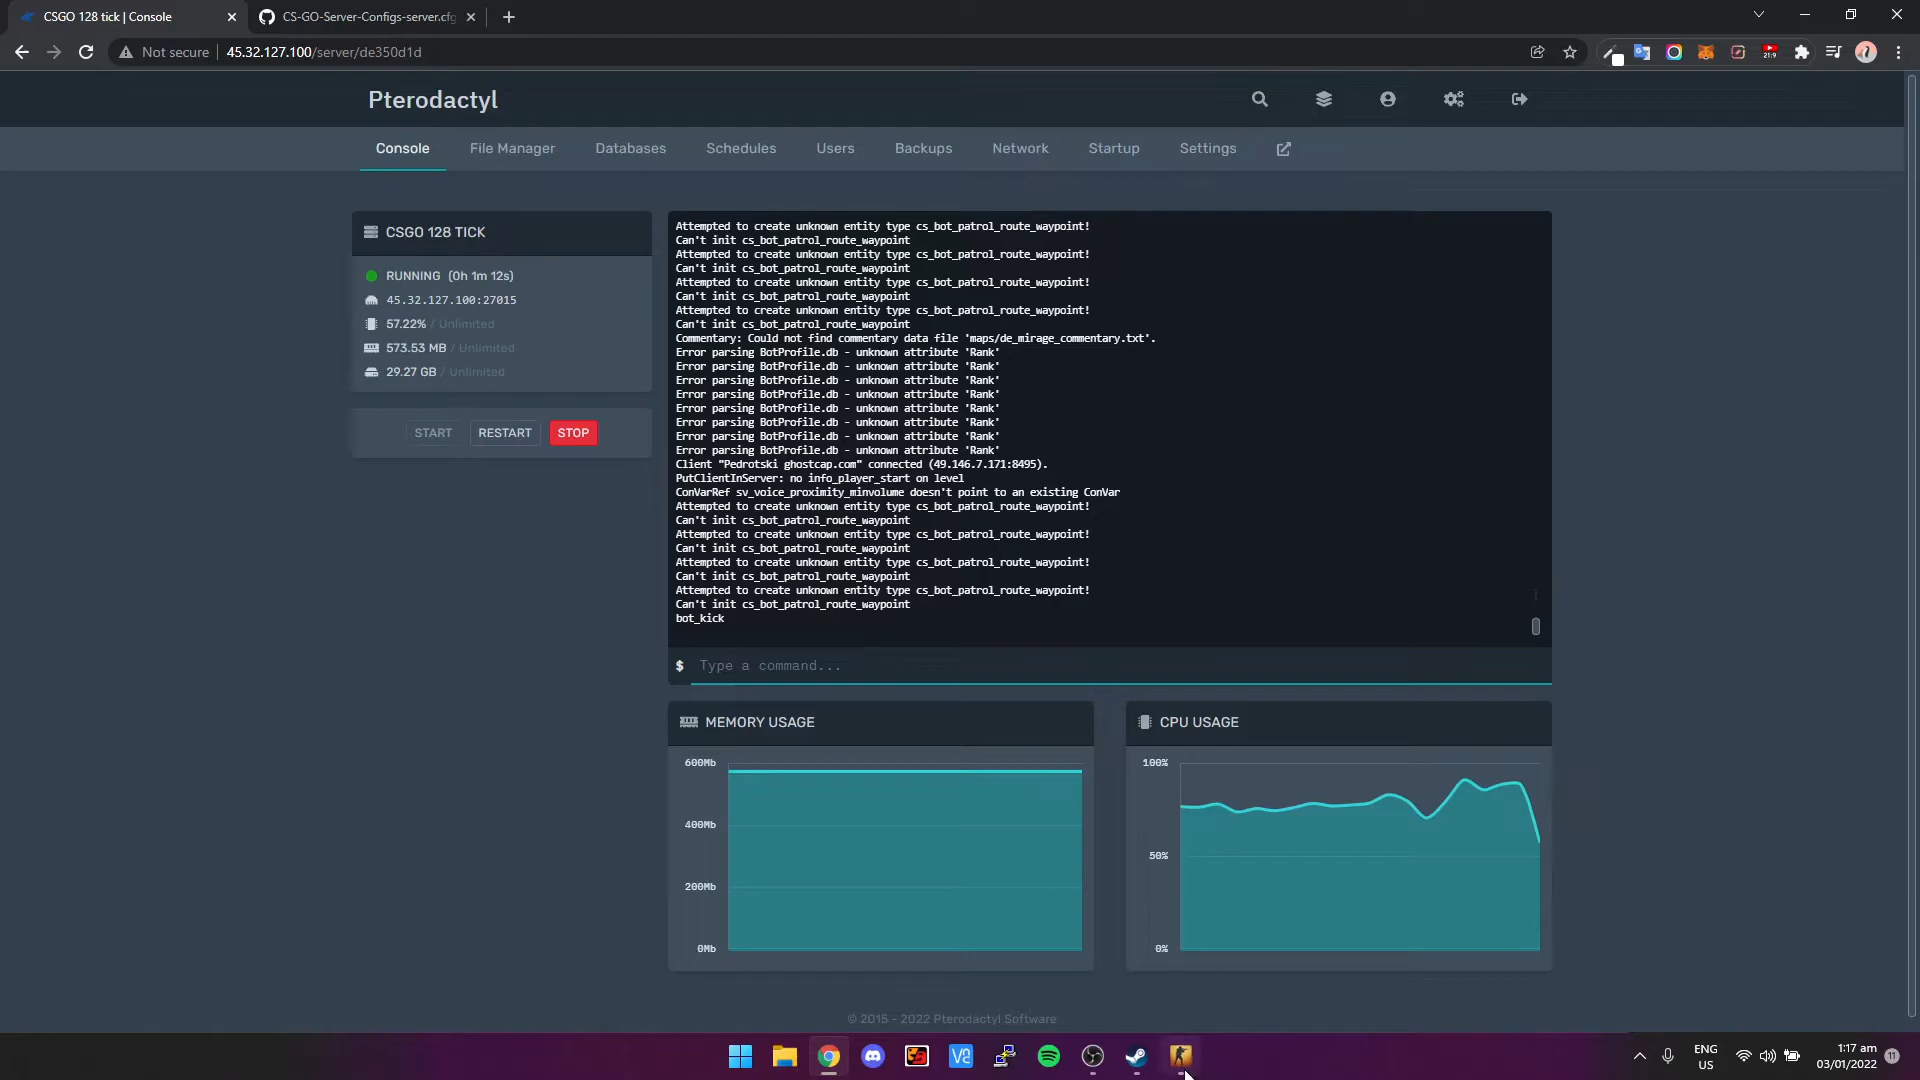 CSGO 128 tick | Console
CS-GO-Server-Configs-server.cfg
Not secure
45.32.127.100/server/de350d1d
21:9
Pterodactyl
Console
File Manager
Databases
Schedules
Users
Backups
Network
Startup
Settings
CSGO 128 TICK
RUNNING (0h 1m 12s)
45.32.127.100:27015
57.22% / Unlimited
573.53 MB / Unlimited
29.27 GB / Unlimited
START
RESTART
STOP
Attempted to create unknown entity type cs_bot_patrol_route_waypoint!
Can't init cs_bot_patrol_route_waypoint
Attempted to create unknown entity type cs_bot_patrol_route_waypoint!
Can't init cs_bot_patrol_route_waypoint
Attempted to create unknown entity type cs_bot_patrol_route_waypoint!
Can't init cs_bot_patrol_route_waypoint
Attempted to create unknown entity type cs_bot_patrol_route_waypoint!
Can't init cs_bot_patrol_route_waypoint
Commentary: Could not find commentary data file 'maps/de_mirage_commentary.txt'.
Error parsing BotProfile.db - unknown attribute 'Rank'
Error parsing BotProfile.db - unknown attribute 'Rank'
Error parsing BotProfile.db - unknown attribute 'Rank'
Error parsing BotProfile.db - unknown attribute 'Rank'
Error parsing BotProfile.db - unknown attribute 'Rank'
Error parsing BotProfile.db - unknown attribute 'Rank'
Error parsing BotProfile.db - unknown attribute 'Rank'
Error parsing BotProfile.db - unknown attribute 'Rank'
Client "Pedrotski ghostcap.com" connected (49.146.7.171:8495).
PutClientInServer: no info_player_start on level
ConVarRef sv_voice_proximity_minvolume doesn't point to an existing ConVar
Attempted to create unknown entity type cs_bot_patrol_route_waypoint!
Can't init cs_bot_patrol_route_waypoint
Attempted to create unknown entity type cs_bot_patrol_route_waypoint!
Can't init cs_bot_patrol_route_waypoint
Attempted to create unknown entity type cs_bot_patrol_route_waypoint!
Can't init cs_bot_patrol_route_waypoint
Attempted to create unknown entity type cs_bot_patrol_route_waypoint!
Can't init cs_bot_patrol_route_waypoint
bot_kick
$ Type a command...
MEMORY USAGE
600Mb
400Mb
200Mb
0Mb
CPU USAGE
100%
50%
0%
© 2015 - 2022 Pterodactyl Software
ENG
US
1:17 am
03/01/2022
11